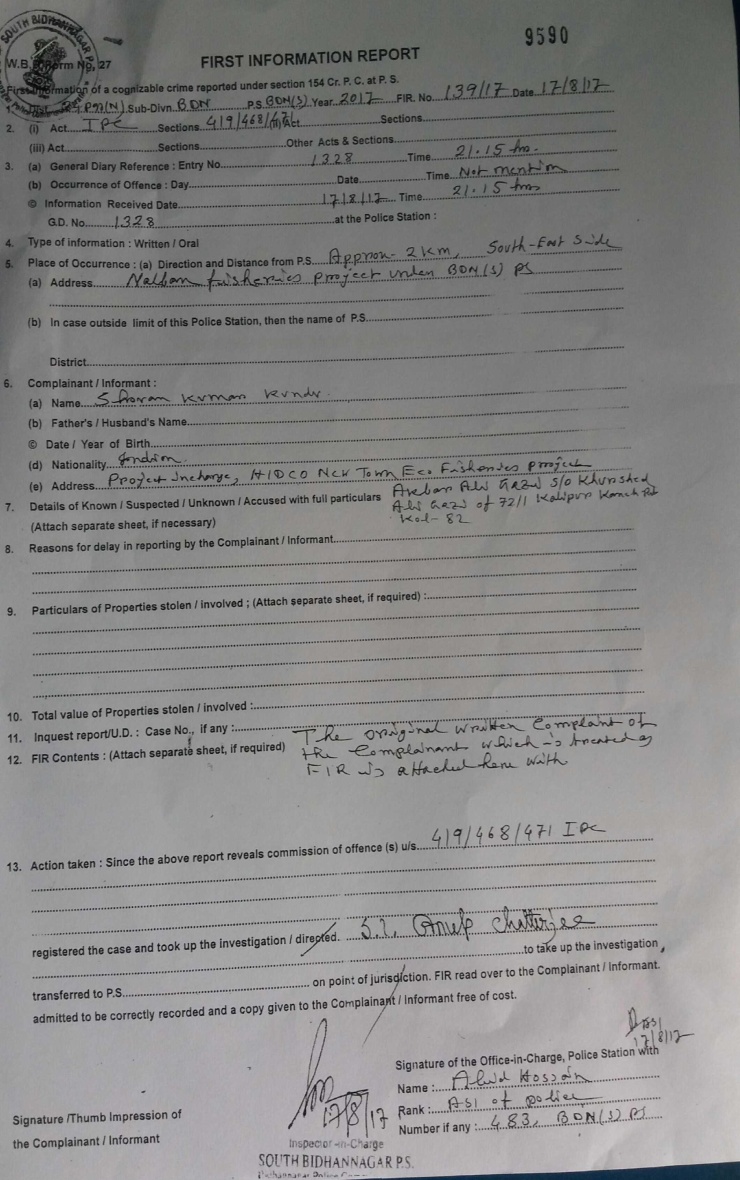 SOUTH BIDHANNAGAR P.S.
9590
W.B. Form No. 27
FIRST INFORMATION REPORT
First Information of a cognizable crime reported under section 154 Cr. P. C. at P. S.
1. Dist. 24 PGS(N) Sub-Divn. BDN P.S. BDN(S) Year 2017 FIR. No. 139/17 Date 17/8/17
2. (i) Act IPC Sections 419/468/471 (ii) Act Sections
(iii) Act Sections Other Acts & Sections
3. (a) General Diary Reference : Entry No. 1328 Time 21.15 hrs.
(b) Occurrence of Offence : Day Date Time Not mention
© Information Received Date 17/8/17 Time 21.15 hrs
G.D. No. 1328 at the Police Station :
4. Type of information : Written / Oral
5. Place of Occurrence : (a) Direction and Distance from P.S. Approx- 2 Km, South-East Side
(a) Address Nalban fisheries project under BDN(S) PS
(b) In case outside limit of this Police Station, then the name of P.S.
District
6. Complainant / Informant :
(a) Name Kumar Kundu
(b) Father's / Husband's Name
© Date / Year of Birth
(d) Nationality Indian
(e) Address Project Incharge, HIDCO New Town Eco Fisheries project
7. Details of Known / Suspected / Unknown / Accused with full particulars Ali Gazi S/o Khurshed
(Attach separate sheet, if necessary) Ali Gazi of 72/1 Kalipur Kancha Rd
Kol- 82
8. Reasons for delay in reporting by the Complainant / Informant
9. Particulars of Properties stolen / involved ; (Attach separate sheet, if required) :
10. Total value of Properties stolen / involved :
11. Inquest report/U.D. : Case No., if any :
12. FIR Contents : (Attach separate sheet, if required) The original written Complaint of
the Complainant which is treated as
FIR is attached here with
13. Action taken : Since the above report reveals commission of offence (s) u/s. 419/468/471 IPC
registered the case and took up the investigation / directed. S.I. Anup Chatterjee
to take up the investigation,
transferred to P.S. on point of jurisdiction. FIR read over to the Complainant / Informant.
admitted to be correctly recorded and a copy given to the Complainant / Informant free of cost.
17/8/17
Signature of the Office-in-Charge, Police Station with
Name : Abid Hossain
Rank : ASI of police
Number if any : 483, BDN(S) PS
Signature /Thumb Impression of
the Complainant / Informant
17/8/17
Inspector-in-Charge
SOUTH BIDHANNAGAR P.S.